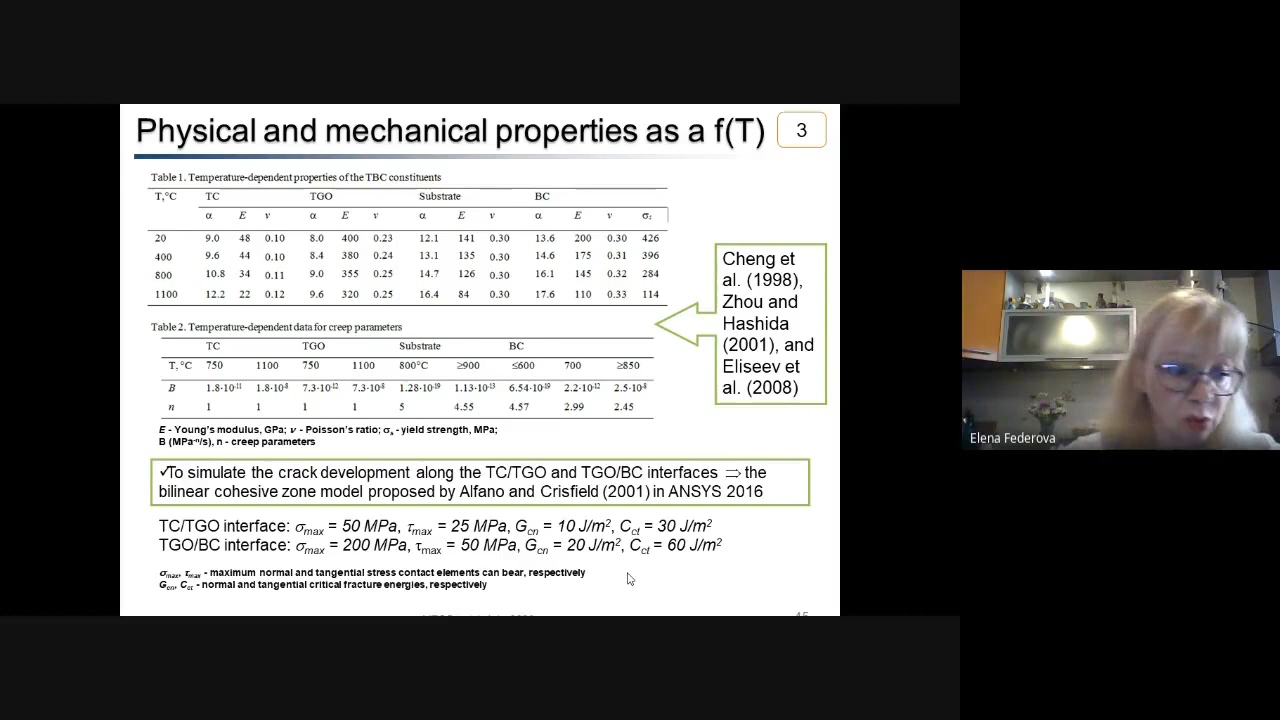 Physical and mechanical properties as a f(T) 3
Table 1. Temperature-dependent properties of the TBC constituents
T,°C TC TGO Substrate BC
α E ν α E ν α E ν α E ν σₛ
20 9.0 48 0.10 8.0 400 0.23 12.1 141 0.30 13.6 200 0.30 426
400 9.6 44 0.10 8.4 380 0.24 13.1 135 0.30 14.6 175 0.31 396
800 10.8 34 0.11 9.0 355 0.25 14.7 126 0.30 16.1 145 0.32 284
1100 12.2 22 0.12 9.6 320 0.25 16.4 84 0.30 17.6 110 0.33 114
Cheng et
al. (1998),
Zhou and
Hashida
(2001), and
Eliseev et
al. (2008)
Table 2. Temperature-dependent data for creep parameters
TC TGO Substrate BC
T, °C 750 1100 750 1100 800°C ≥900 ≤600 700 ≥850
B 1.8·10⁻¹¹ 1.8·10⁻⁸ 7.3·10⁻¹² 7.3·10⁻⁸ 1.28·10⁻¹⁹ 1.13·10⁻¹³ 6.54·10⁻¹⁹ 2.2·10⁻¹² 2.5·10⁻⁸
n 1 1 1 1 5 4.55 4.57 2.99 2.45
E - Young's modulus, GPa; ν - Poisson's ratio; σₛ - yield strength, MPa;
B (MPa⁻ⁿ/s), n - creep parameters
✓To simulate the crack development along the TC/TGO and TGO/BC interfaces ⇒ the
bilinear cohesive zone model proposed by Alfano and Crisfield (2001) in ANSYS 2016
TC/TGO interface: σmax = 50 MPa, τmax = 25 MPa, Gcn = 10 J/m², Cct = 30 J/m²
TGO/BC interface: σmax = 200 MPa, τmax = 50 MPa, Gcn = 20 J/m², Cct = 60 J/m²
σmax, τmax - maximum normal and tangential stress contact elements can bear, respectively
Gcn, Cct - normal and tangential critical fracture energies, respectively
Elena Federova